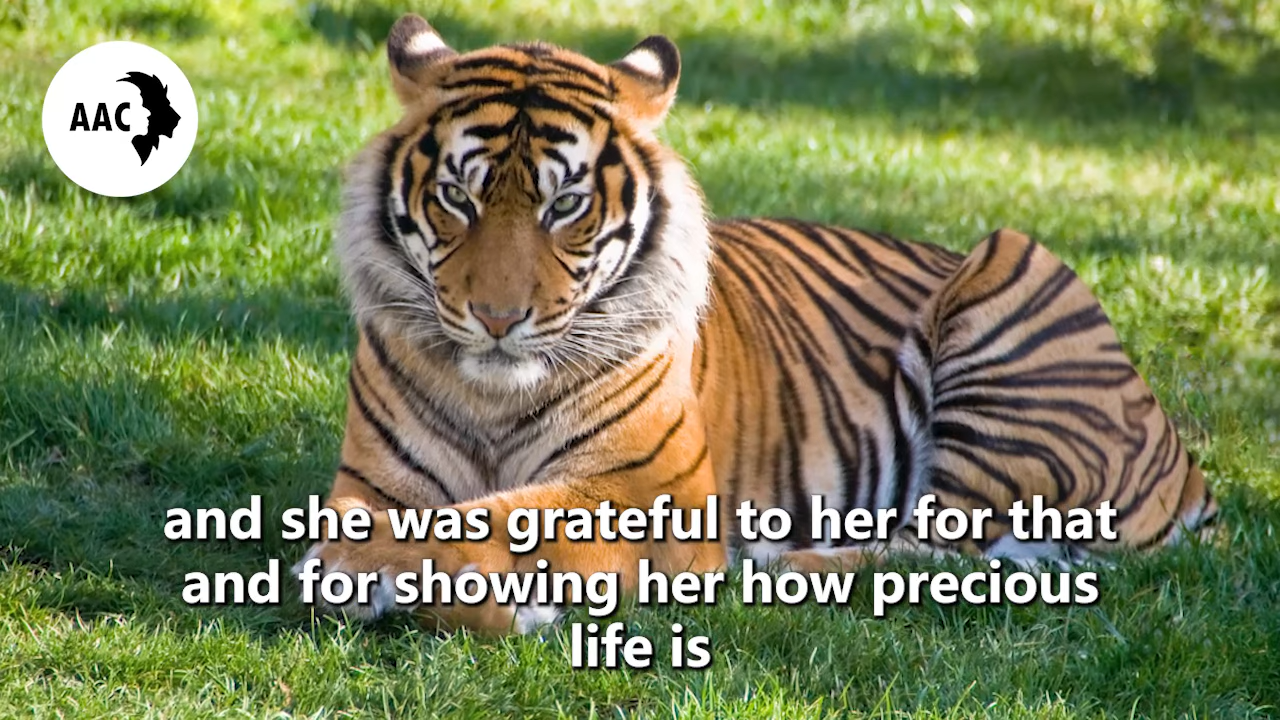 AAC
and she was grateful to her for that
and for showing her how precious
life is